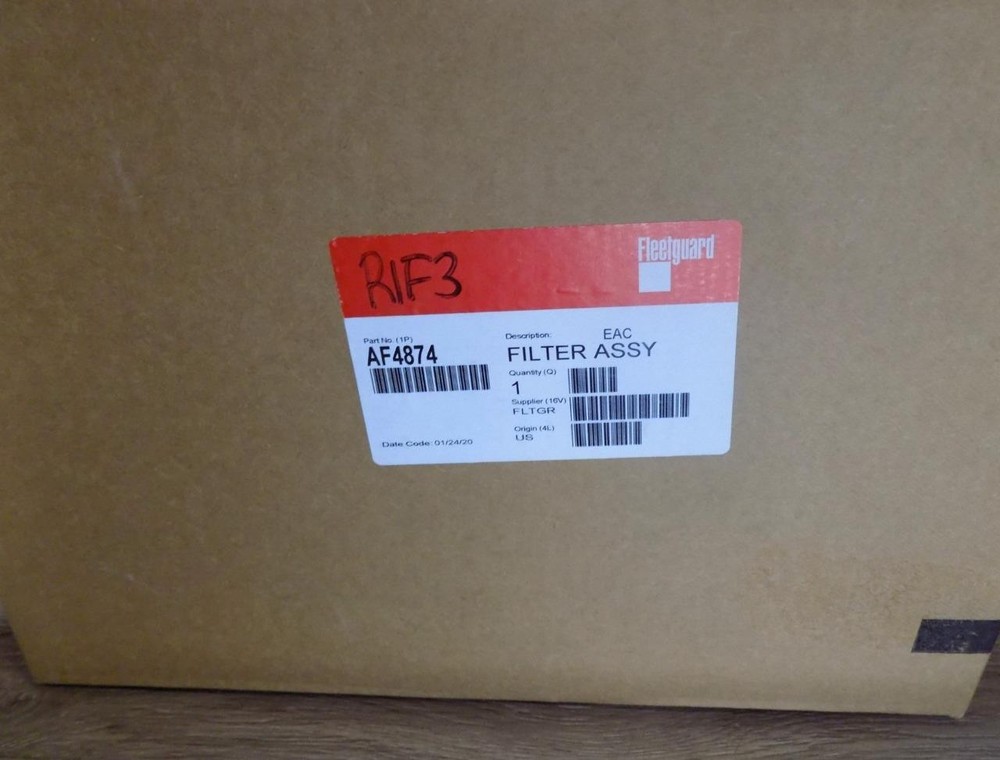 R1F3
Fleetguard
Part No. (1P)
AF4874
Description:
EAC
FILTER ASSY
Quantity (Q)
1
Supplier (16V)
FLTGR
Origin (4L)
US
Date Code: 01/24/20